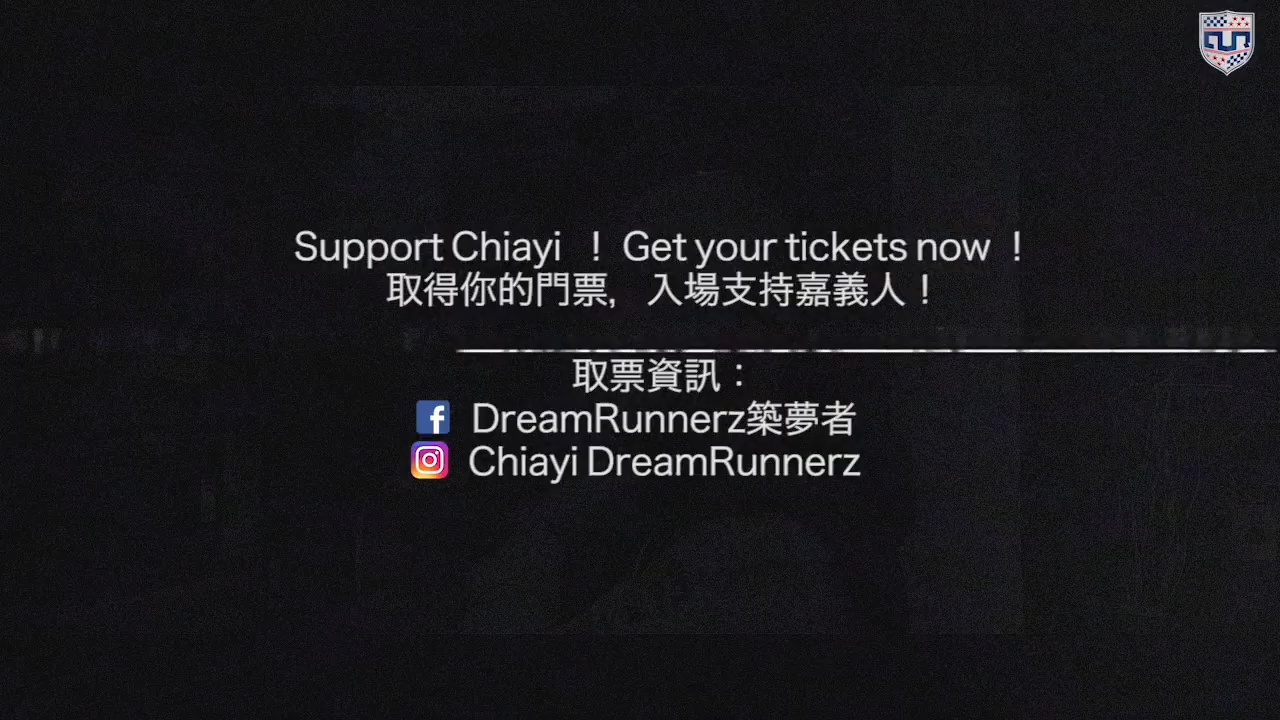 Support Chiayi ！ Get your tickets now ！
取得你的門票，入場支持嘉義人！
取票資訊：
DreamRunnerz築夢者
Chiayi DreamRunnerz